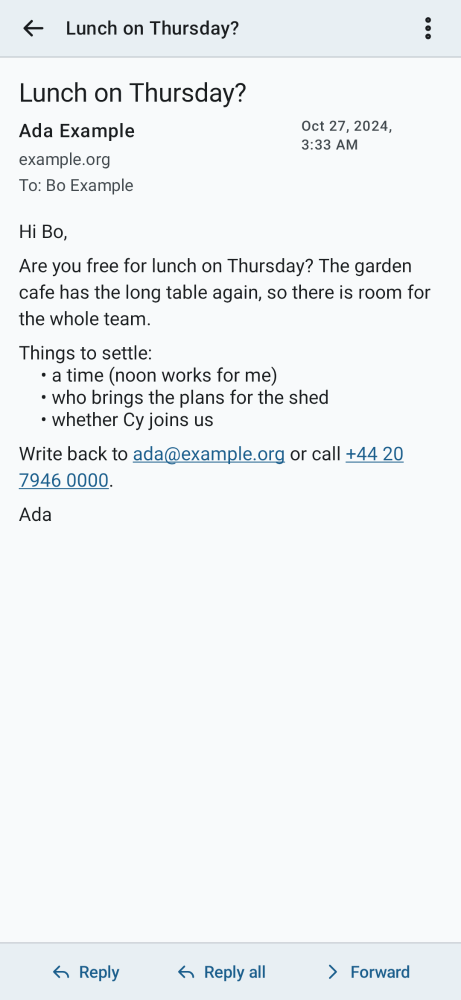 Lunch on Thursday?
Lunch on Thursday?
Ada Example
Oct 27, 2024,
3:33 AM
example.org
To: Bo Example
Hi Bo,
Are you free for lunch on Thursday? The garden
cafe has the long table again, so there is room for
the whole team.
Things to settle:
• a time (noon works for me)
• who brings the plans for the shed
• whether Cy joins us
Write back to ada@example.org or call +44 20
7946 0000.
Ada
Reply
Reply all
Forward